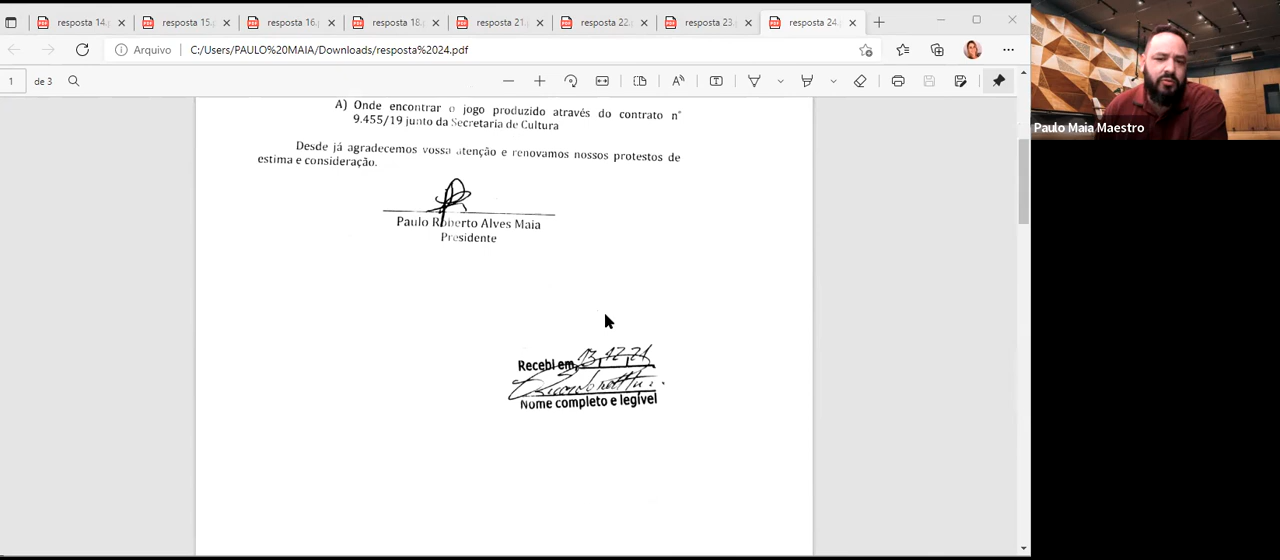 resposta 14.
resposta 15.
resposta 16.
resposta 18.
resposta 21.
resposta 22.
resposta 23.
resposta 24.
Arquivo C:/Users/PAULO%20MAIA/Downloads/resposta%2024.pdf
1 de 3
A) Onde encontrar o jogo produzido através do contrato n°
9.455/19 junto da Secretaria de Cultura
Desde já agradecemos vossa atenção e renovamos nossos protestos de
estima e consideração.
Paulo Roberto Alves Maia
Presidente
Recebi em, 13,12,21
Nome completo e legível
Paulo Maia Maestro